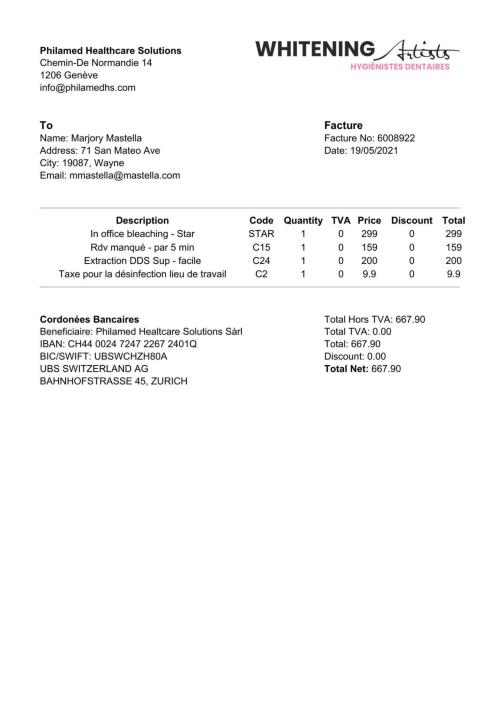 Philamed Healthcare Solutions
Chemin-De Normandie 14
1206 Genève
info@philamedhs.com
WHITENING Artists
HYGIÉNISTES DENTAIRES
To
Name: Marjory Mastella
Address: 71 San Mateo Ave
City: 19087, Wayne
Email: mmastella@mastella.com
Facture
Facture No: 6008922
Date: 19/05/2021
Description Code Quantity TVA Price Discount Total
In office bleaching - Star STAR 1 0 299 0 299
Rdv manqué - par 5 min C15 1 0 159 0 159
Extraction DDS Sup - facile C24 1 0 200 0 200
Taxe pour la désinfection lieu de travail C2 1 0 9.9 0 9.9
Cordonées Bancaires
Beneficiaire: Philamed Healtcare Solutions Sàrl
IBAN: CH44 0024 7247 2267 2401Q
BIC/SWIFT: UBSWCHZH80A
UBS SWITZERLAND AG
BAHNHOFSTRASSE 45, ZURICH
Total Hors TVA: 667.90
Total TVA: 0.00
Total: 667.90
Discount: 0.00
Total Net: 667.90